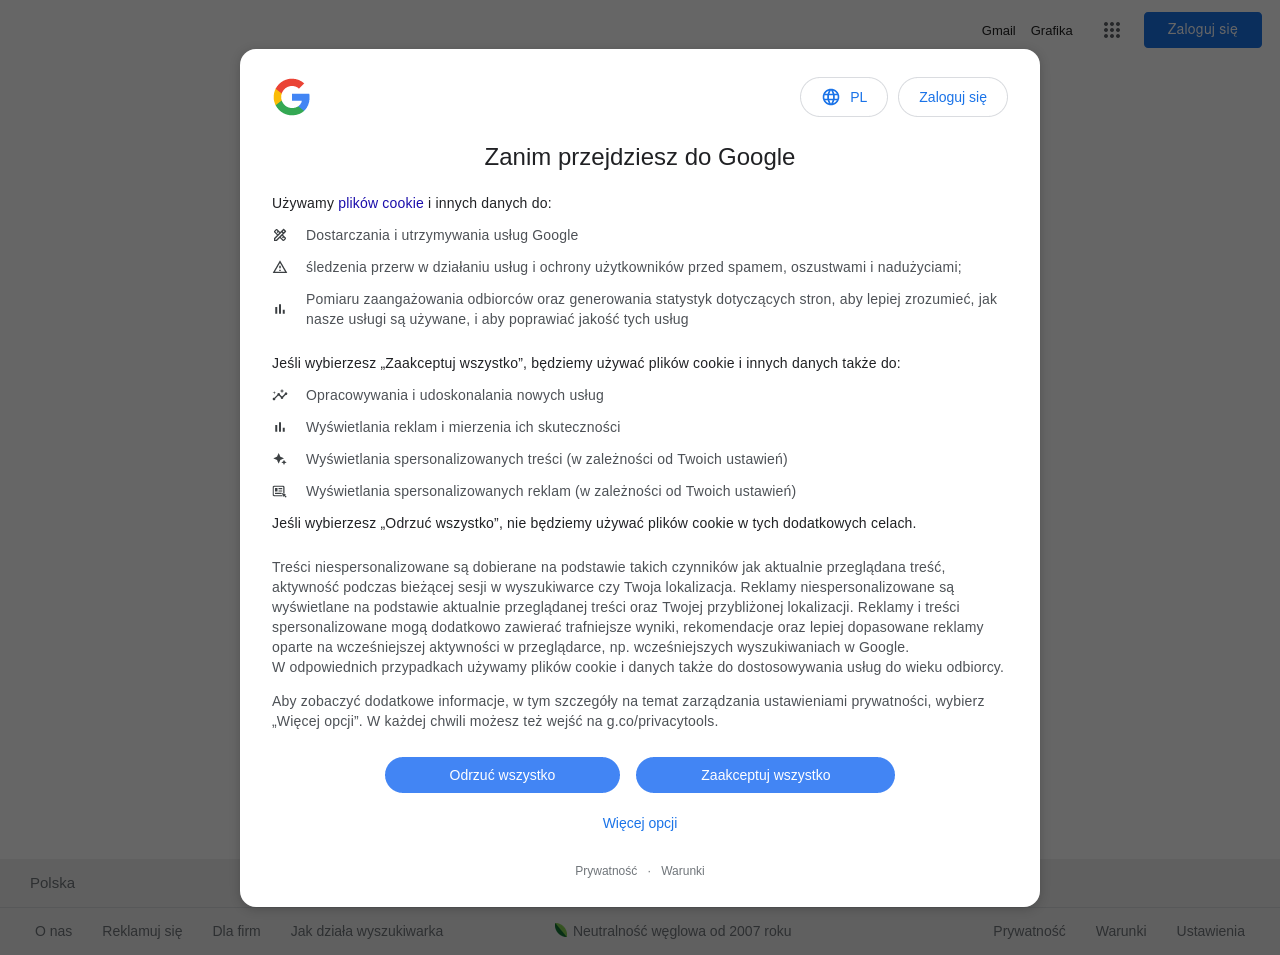 Gmail
Grafika
Zaloguj się
PL
Zaloguj się
Zanim przejdziesz do Google
Używamy plików cookie i innych danych do:
Dostarczania i utrzymywania usług Google
śledzenia przerw w działaniu usług i ochrony użytkowników przed spamem, oszustwami i nadużyciami;
Pomiaru zaangażowania odbiorców oraz generowania statystyk dotyczących stron, aby lepiej zrozumieć, jak
nasze usługi są używane, i aby poprawiać jakość tych usług
Jeśli wybierzesz „Zaakceptuj wszystko”, będziemy używać plików cookie i innych danych także do:
Opracowywania i udoskonalania nowych usług
Wyświetlania reklam i mierzenia ich skuteczności
Wyświetlania spersonalizowanych treści (w zależności od Twoich ustawień)
Wyświetlania spersonalizowanych reklam (w zależności od Twoich ustawień)
Jeśli wybierzesz „Odrzuć wszystko”, nie będziemy używać plików cookie w tych dodatkowych celach.
Treści niespersonalizowane są dobierane na podstawie takich czynników jak aktualnie przeglądana treść,
aktywność podczas bieżącej sesji w wyszukiwarce czy Twoja lokalizacja. Reklamy niespersonalizowane są
wyświetlane na podstawie aktualnie przeglądanej treści oraz Twojej przybliżonej lokalizacji. Reklamy i treści
spersonalizowane mogą dodatkowo zawierać trafniejsze wyniki, rekomendacje oraz lepiej dopasowane reklamy
oparte na wcześniejszej aktywności w przeglądarce, np. wcześniejszych wyszukiwaniach w Google.
W odpowiednich przypadkach używamy plików cookie i danych także do dostosowywania usług do wieku odbiorcy.
Aby zobaczyć dodatkowe informacje, w tym szczegóły na temat zarządzania ustawieniami prywatności, wybierz
„Więcej opcji”. W każdej chwili możesz też wejść na g.co/privacytools.
Odrzuć wszystko
Zaakceptuj wszystko
Więcej opcji
Prywatność · Warunki
Polska
O nas
Reklamuj się
Dla firm
Jak działa wyszukiwarka
Neutralność węglowa od 2007 roku
Prywatność
Warunki
Ustawienia